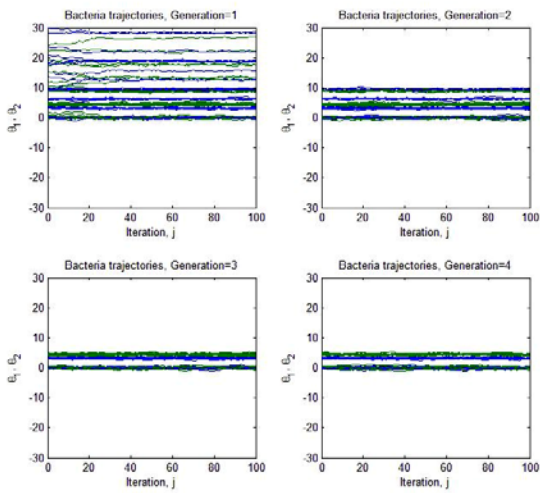 Bacteria trajectories, Generation=1
30
20
10
0
-10
-20
-30
θ₁, θ₂
0 20 40 60 80 100
Iteration, j
Bacteria trajectories, Generation=2
30
20
10
0
-10
-20
-30
θ₁, θ₂
0 20 40 60 80 100
Iteration, j
Bacteria trajectories, Generation=3
30
20
10
0
-10
-20
-30
θ₁, θ₂
0 20 40 60 80 100
Iteration, j
Bacteria trajectories, Generation=4
30
20
10
0
-10
-20
-30
θ₁, θ₂
0 20 40 60 80 100
Iteration, j